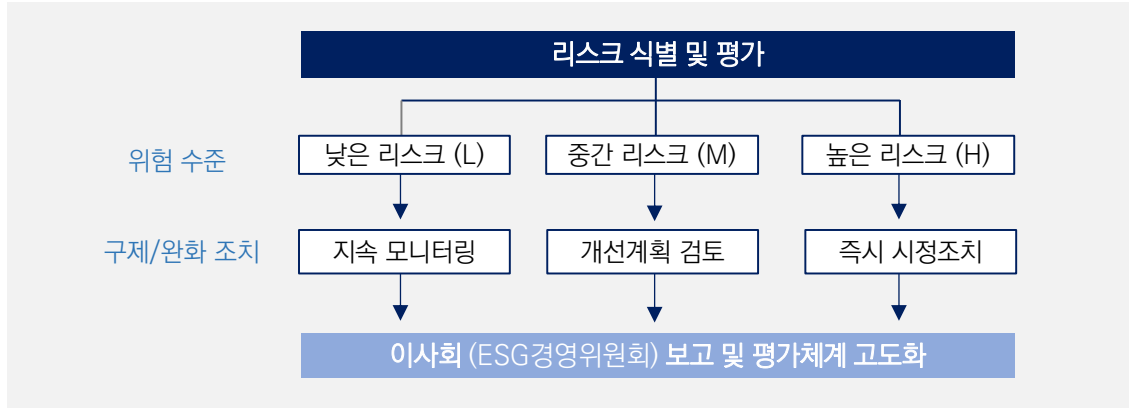 리스크 식별 및 평가
위험 수준
낮은 리스크 (L)
중간 리스크 (M)
높은 리스크 (H)
구제/완화 조치
지속 모니터링
개선계획 검토
즉시 시정조치
이사회 (ESG경영위원회) 보고 및 평가체계 고도화